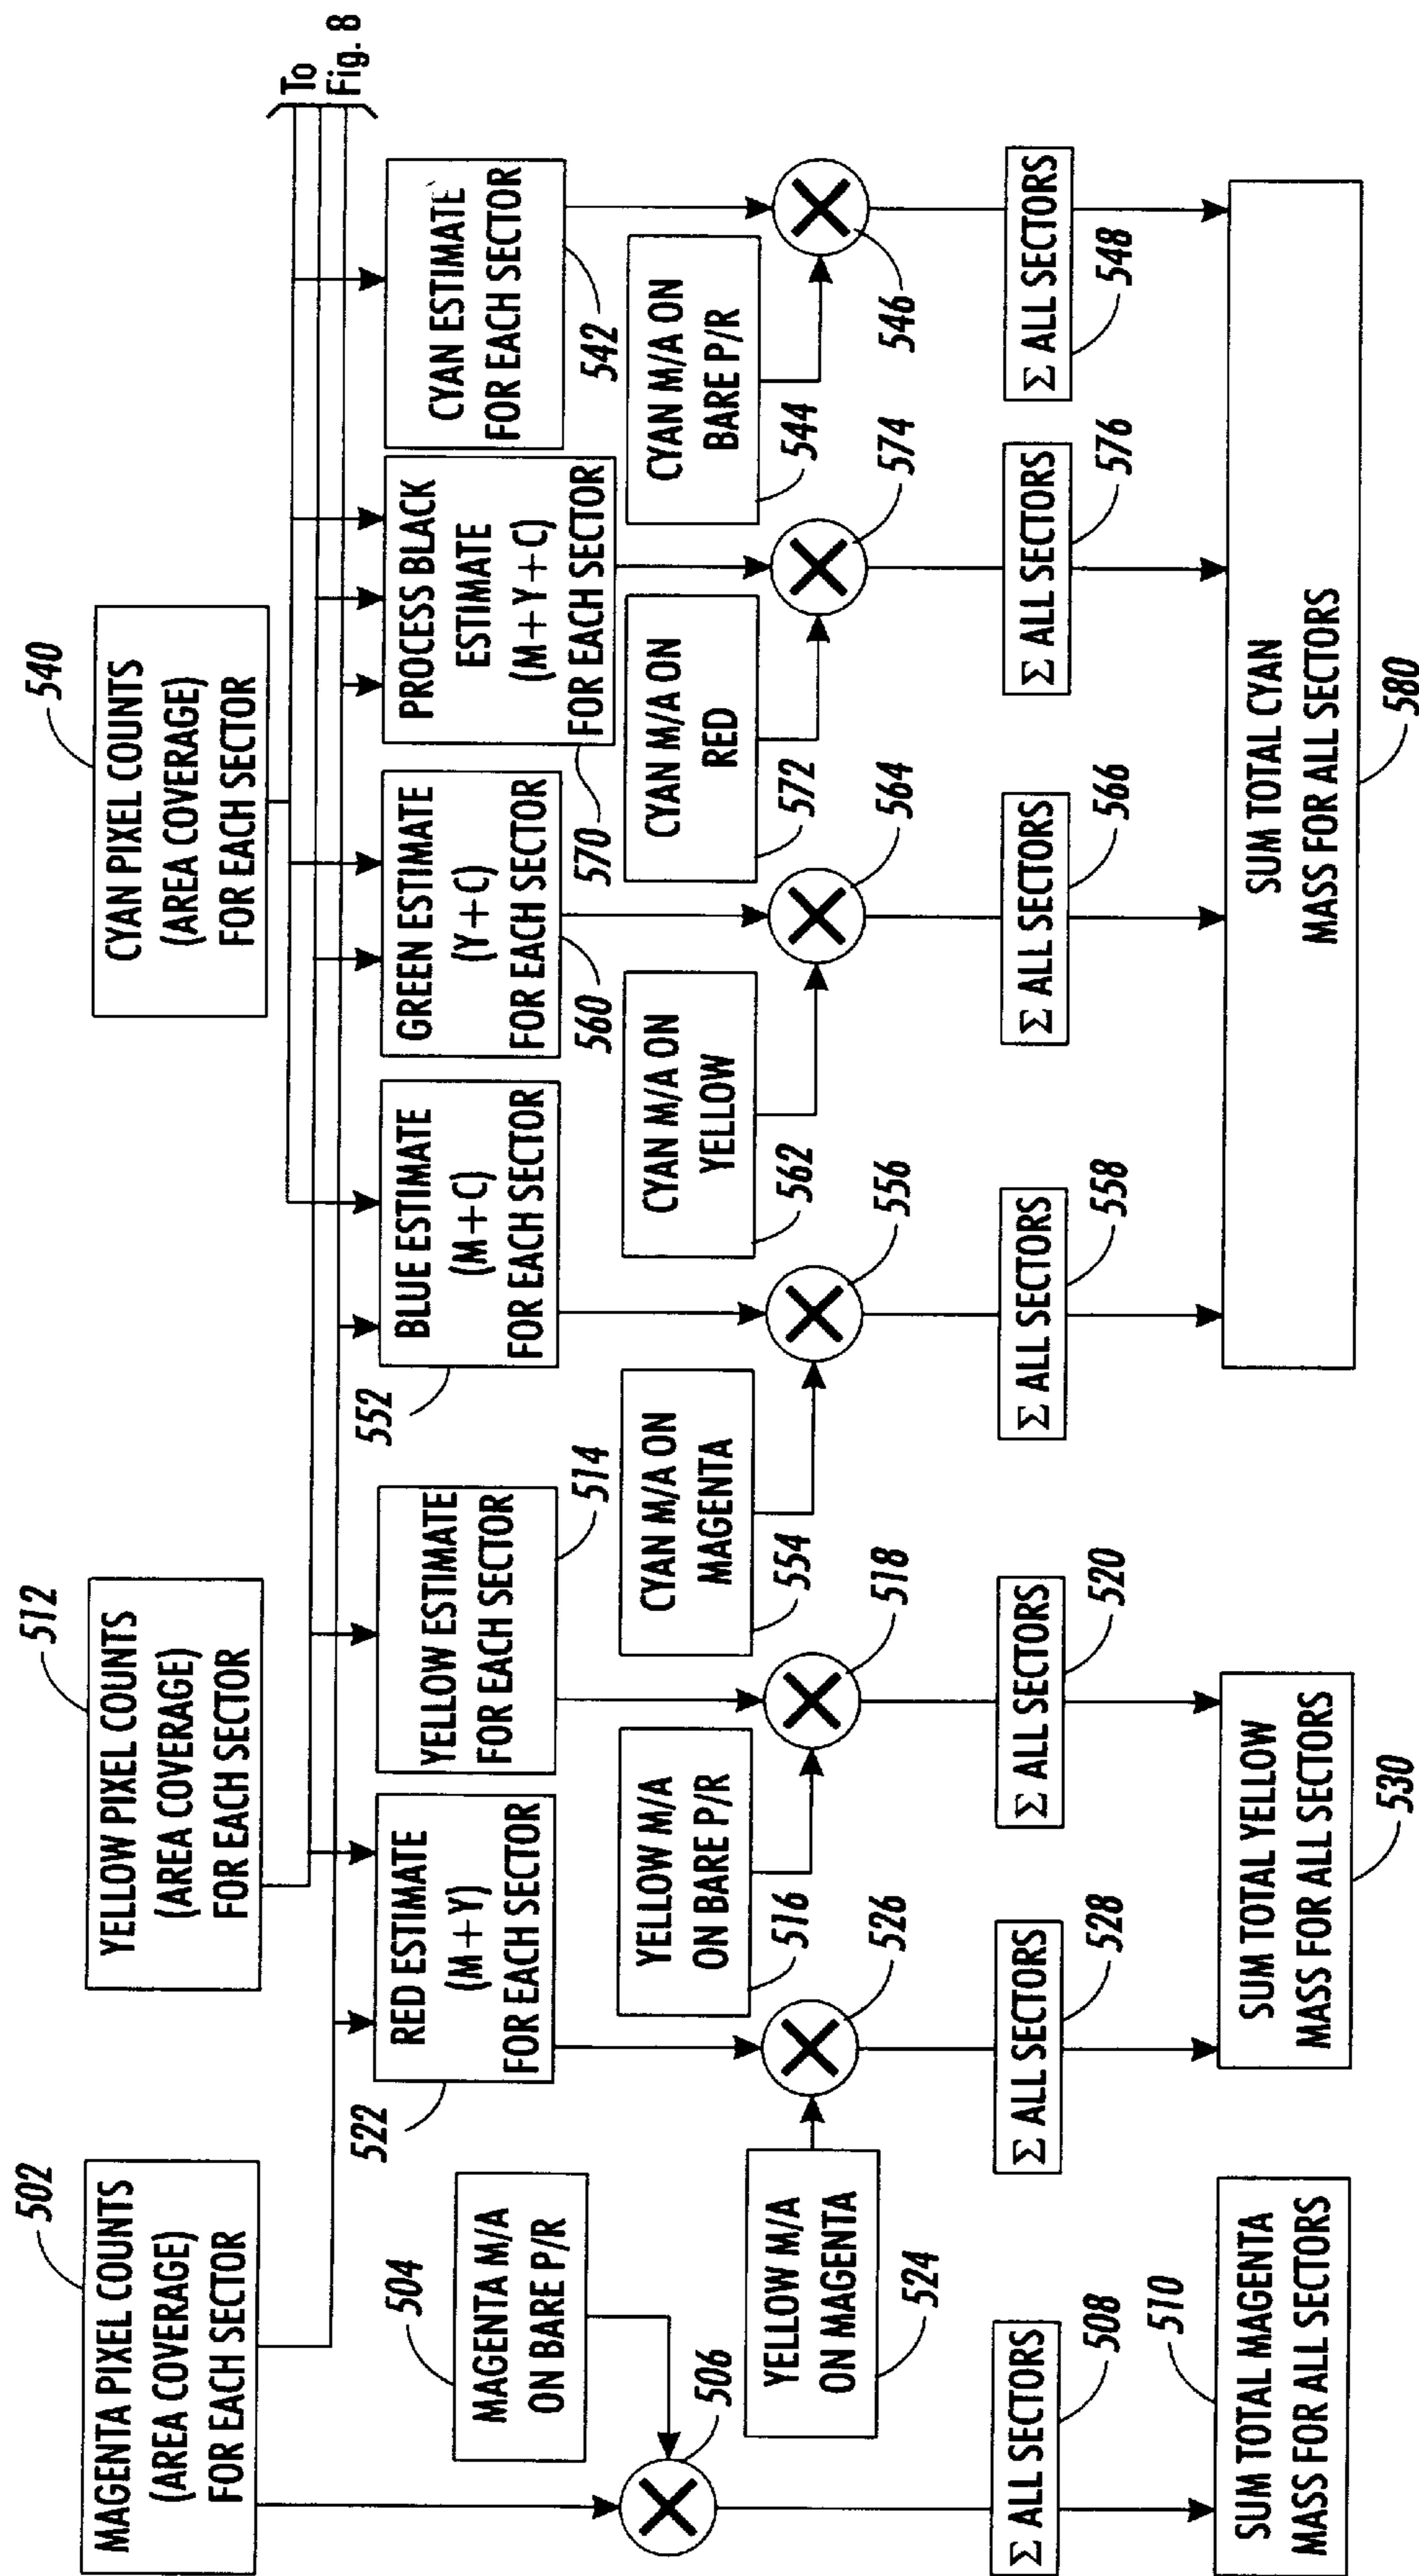 502
MAGENTA PIXEL COUNTS
(AREA COVERAGE)
FOR EACH SECTOR
512
YELLOW PIXEL COUNTS
(AREA COVERAGE)
FOR EACH SECTOR
540
CYAN PIXEL COUNTS
(AREA COVERAGE)
FOR EACH SECTOR
To
Fig. 8
522
RED ESTIMATE
(M+Y)
FOR EACH SECTOR
YELLOW ESTIMATE
FOR EACH SECTOR
514
552
BLUE ESTIMATE
(M+C)
FOR EACH SECTOR
GREEN ESTIMATE
(Y+C)
FOR EACH SECTOR
560
PROCESS BLACK
ESTIMATE
(M+Y+C)
FOR EACH SECTOR
570
CYAN ESTIMATE
FOR EACH SECTOR
542
504
MAGENTA M/A
ON BARE P/R
506
YELLOW M/A
ON MAGENTA
524
526
YELLOW M/A
ON BARE P/R
516
518
CYAN M/A ON
MAGENTA
554
556
CYAN M/A ON
YELLOW
562
564
CYAN M/A ON
RED
572
574
CYAN M/A ON
BARE P/R
544
546
Σ ALL SECTORS
508
Σ ALL SECTORS
528
Σ ALL SECTORS
520
Σ ALL SECTORS
558
Σ ALL SECTORS
566
Σ ALL SECTORS
576
Σ ALL SECTORS
548
510
SUM TOTAL MAGENTA
MASS FOR ALL SECTORS
SUM TOTAL YELLOW
MASS FOR ALL SECTORS
530
SUM TOTAL CYAN
MASS FOR ALL SECTORS
580